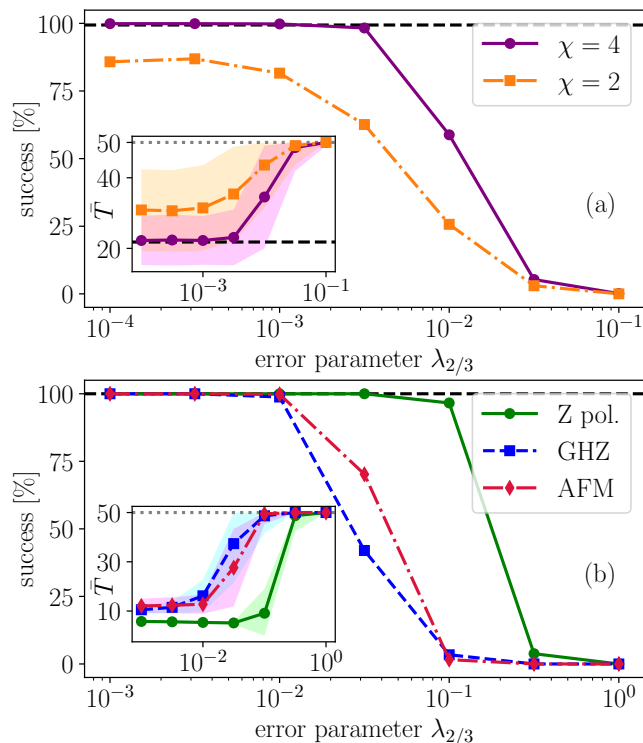 100
75
50
25
0
success [%]
χ = 4
χ = 2
50
20
T̄
10⁻³
10⁻¹
(a)
10⁻⁴
10⁻³
10⁻²
10⁻¹
error parameter λ₂/₃
100
75
50
25
0
success [%]
Z pol.
GHZ
AFM
50
30
10
T̄
10⁻²
10⁰
(b)
10⁻³
10⁻²
10⁻¹
10⁰
error parameter λ₂/₃